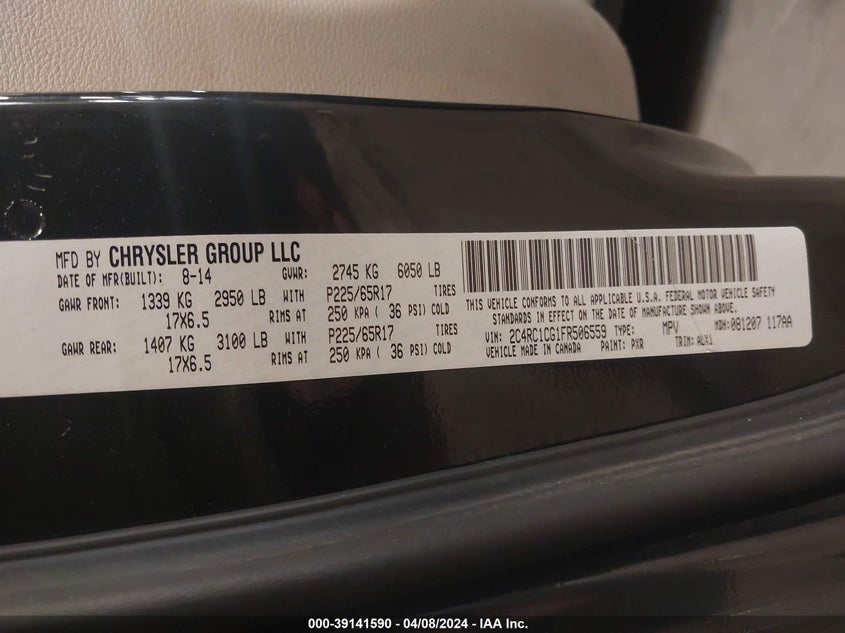 MFD BY CHRYSLER GROUP LLC
DATE OF MFR(BUILT): 8-14 GVWR: 2745 KG 6050 LB
GAWR FRONT: 1339 KG 2950 LB WITH P225/65R17 TIRES
17X6.5 RIMS AT 250 KPA ( 36 PSI) COLD
GAWR REAR: 1407 KG 3100 LB WITH P225/65R17 TIRES
17X6.5 RIMS AT 250 KPA ( 36 PSI) COLD
THIS VEHICLE CONFORMS TO ALL APPLICABLE U.S.A. FEDERAL MOTOR VEHICLE SAFETY
STANDARDS IN EFFECT ON THE DATE OF MANUFACTURE SHOWN ABOVE.
VIN: 2C4RC1CG1FR506559 TYPE: MPV MDH: 081207 117AA
VEHICLE MADE IN CANADA PAINT: PXR TRIM:
000-39141590 - 04/08/2024 - IAA Inc.